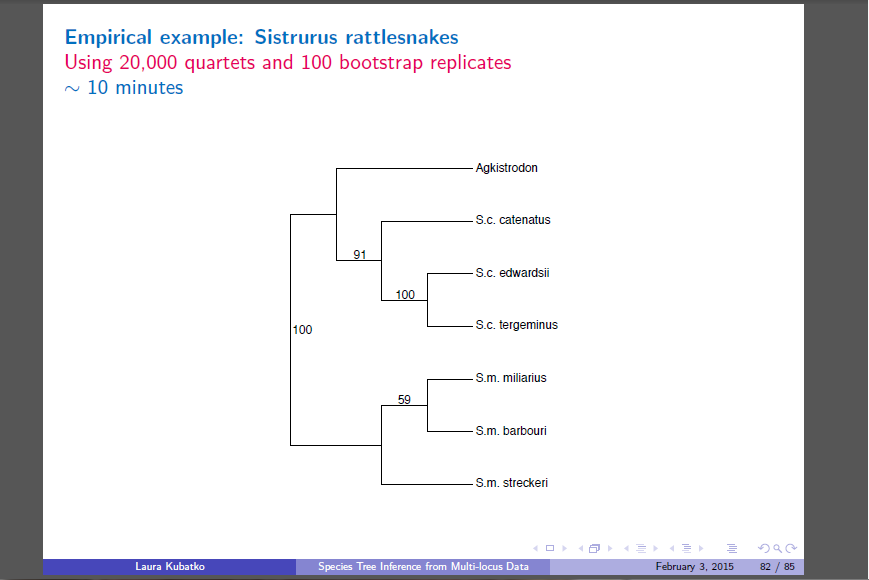 Empirical example: Sistrurus rattlesnakes
Using 20,000 quartets and 100 bootstrap replicates
∼ 10 minutes
Agkistrodon
S.c. catenatus
91
S.c. edwardsii
100
S.c. tergeminus
100
S.m. miliarius
59
S.m. barbouri
S.m. streckeri
Laura Kubatko Species Tree Inference from Multi-locus Data February 3, 2015 82 / 85